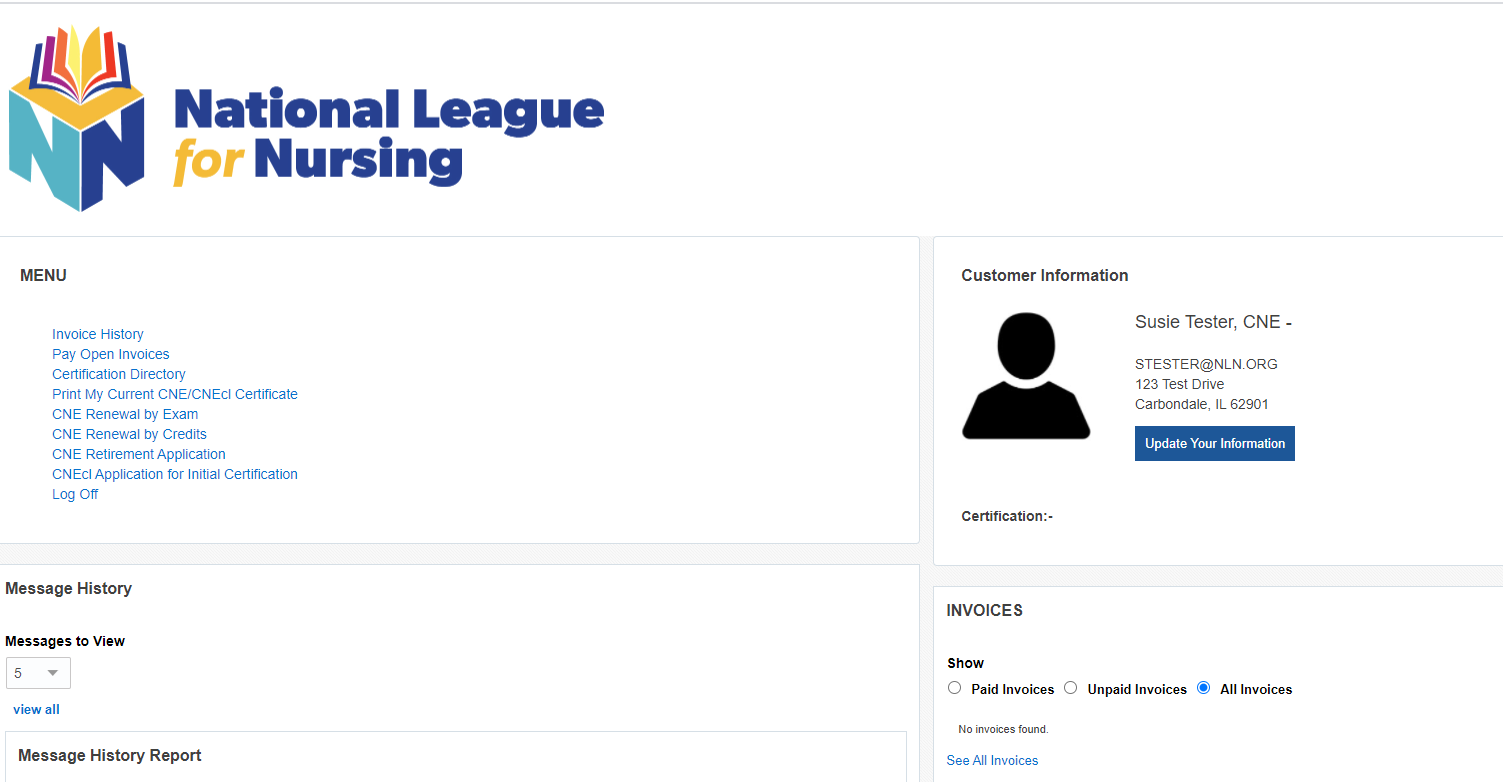 National League
for Nursing
MENU
Invoice History
Pay Open Invoices
Certification Directory
Print My Current CNE/CNEcl Certificate
CNE Renewal by Exam
CNE Renewal by Credits
CNE Retirement Application
CNEcl Application for Initial Certification
Log Off
Customer Information
Susie Tester, CNE -
STESTER@NLN.ORG
123 Test Drive
Carbondale, IL 62901
Update Your Information
Certification:-
Message History
Messages to View
5
view all
Message History Report
INVOICES
Show
Paid Invoices Unpaid Invoices All Invoices
No invoices found.
See All Invoices